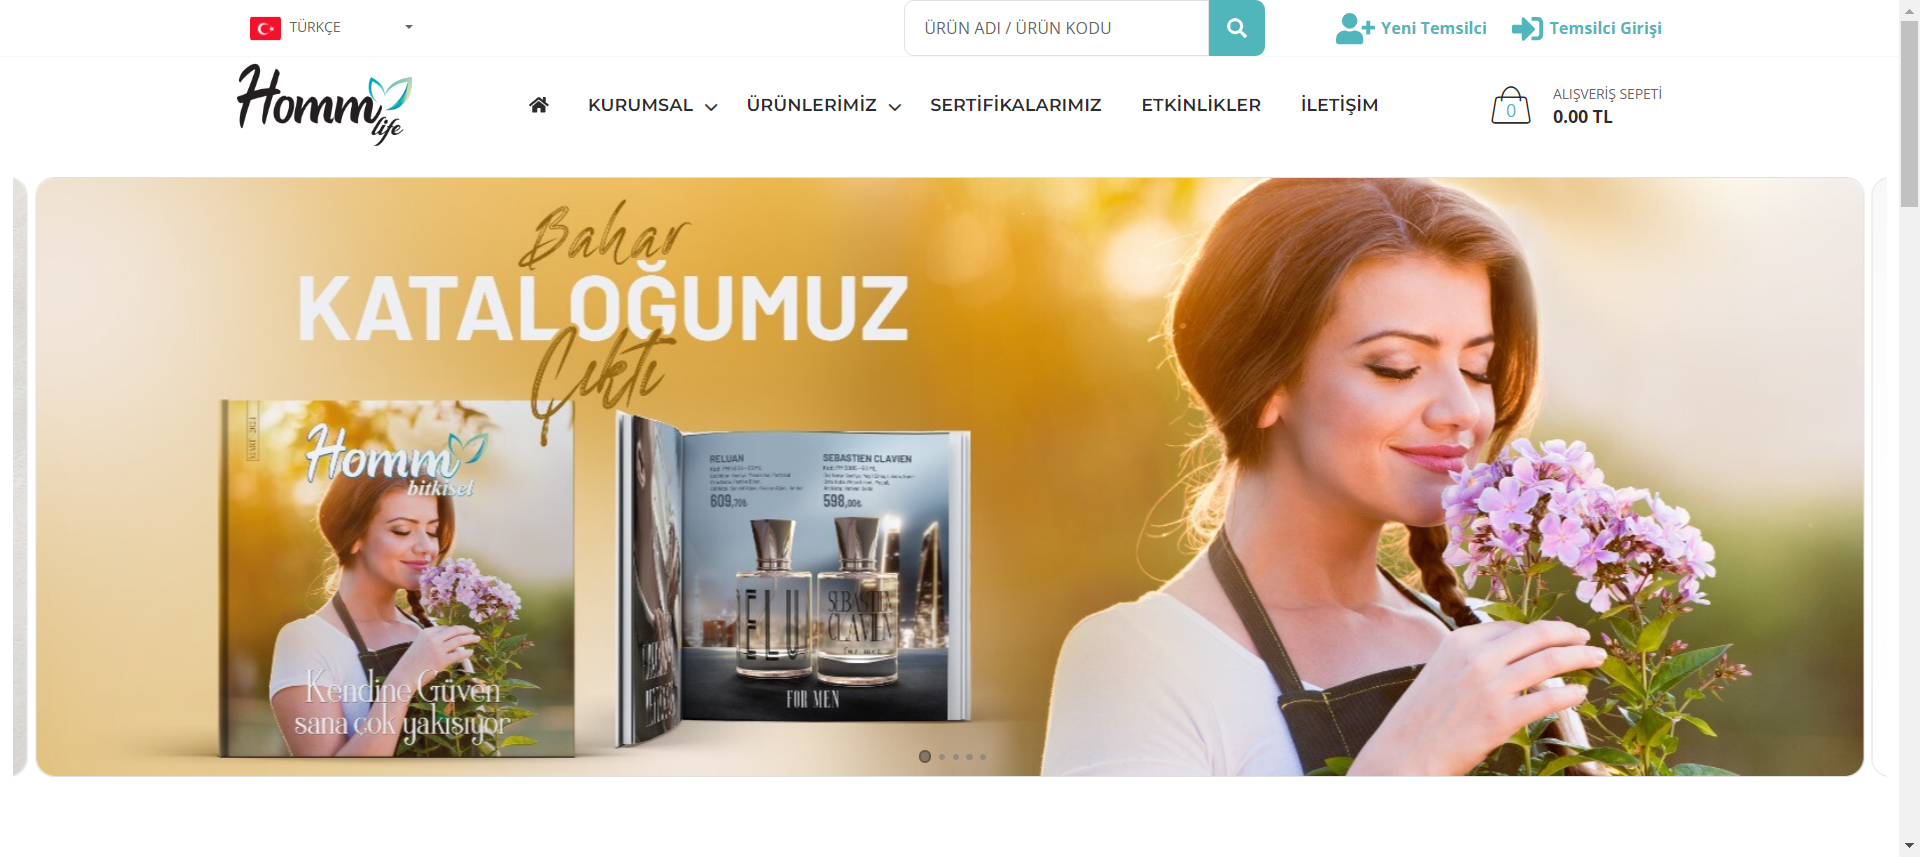 TÜRKÇE
ÜRÜN ADI / ÜRÜN KODU
Yeni Temsilci
Temsilci Girişi
Homm
life
KURUMSAL
ÜRÜNLERİMİZ
SERTİFİKALARIMIZ
ETKİNLİKLER
İLETİŞİM
0
ALIŞVERİŞ SEPETİ
0.00 TL
Bahar
KATALOĞUMUZ
Çıktı
Homm
bitkisel
Kendine Güven
sana çok yakışıyor
RELUAN
SEBASTIEN CLAVIEN
609,70₺
598,00₺
SEBASTIEN
CLAVIEN
for men
FOR MEN